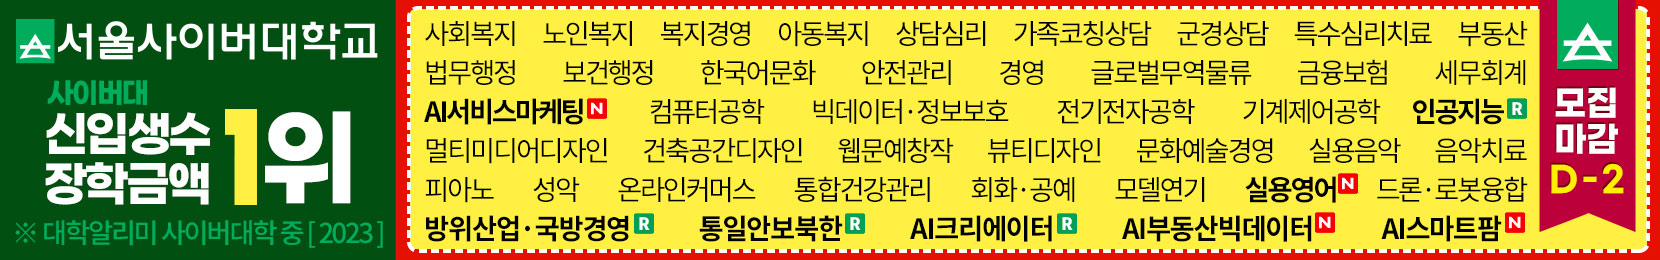 서울사이버대학교
사이버대
신입생수
장학금액
1위
※ 대학알리미 사이버대학 중 [ 2023 ]
사회복지 노인복지 복지경영 아동복지 상담심리 가족코칭상담 군경상담 특수심리치료 부동산
법무행정 보건행정 한국어문화 안전관리 경영 글로벌무역물류 금융보험 세무회계
AI서비스마케팅 N 컴퓨터공학 빅데이터·정보보호 전기전자공학 기계제어공학 인공지능 R
멀티미디어디자인 건축공간디자인 웹문예창작 뷰티디자인 문화예술경영 실용음악 음악치료
피아노 성악 온라인커머스 통합건강관리 회화·공예 모델연기 실용영어 N 드론·로봇융합
방위산업·국방경영 R 통일안보북한 R AI크리에이터 R AI부동산빅데이터 N AI스마트팜 N
모집
마감
D-2